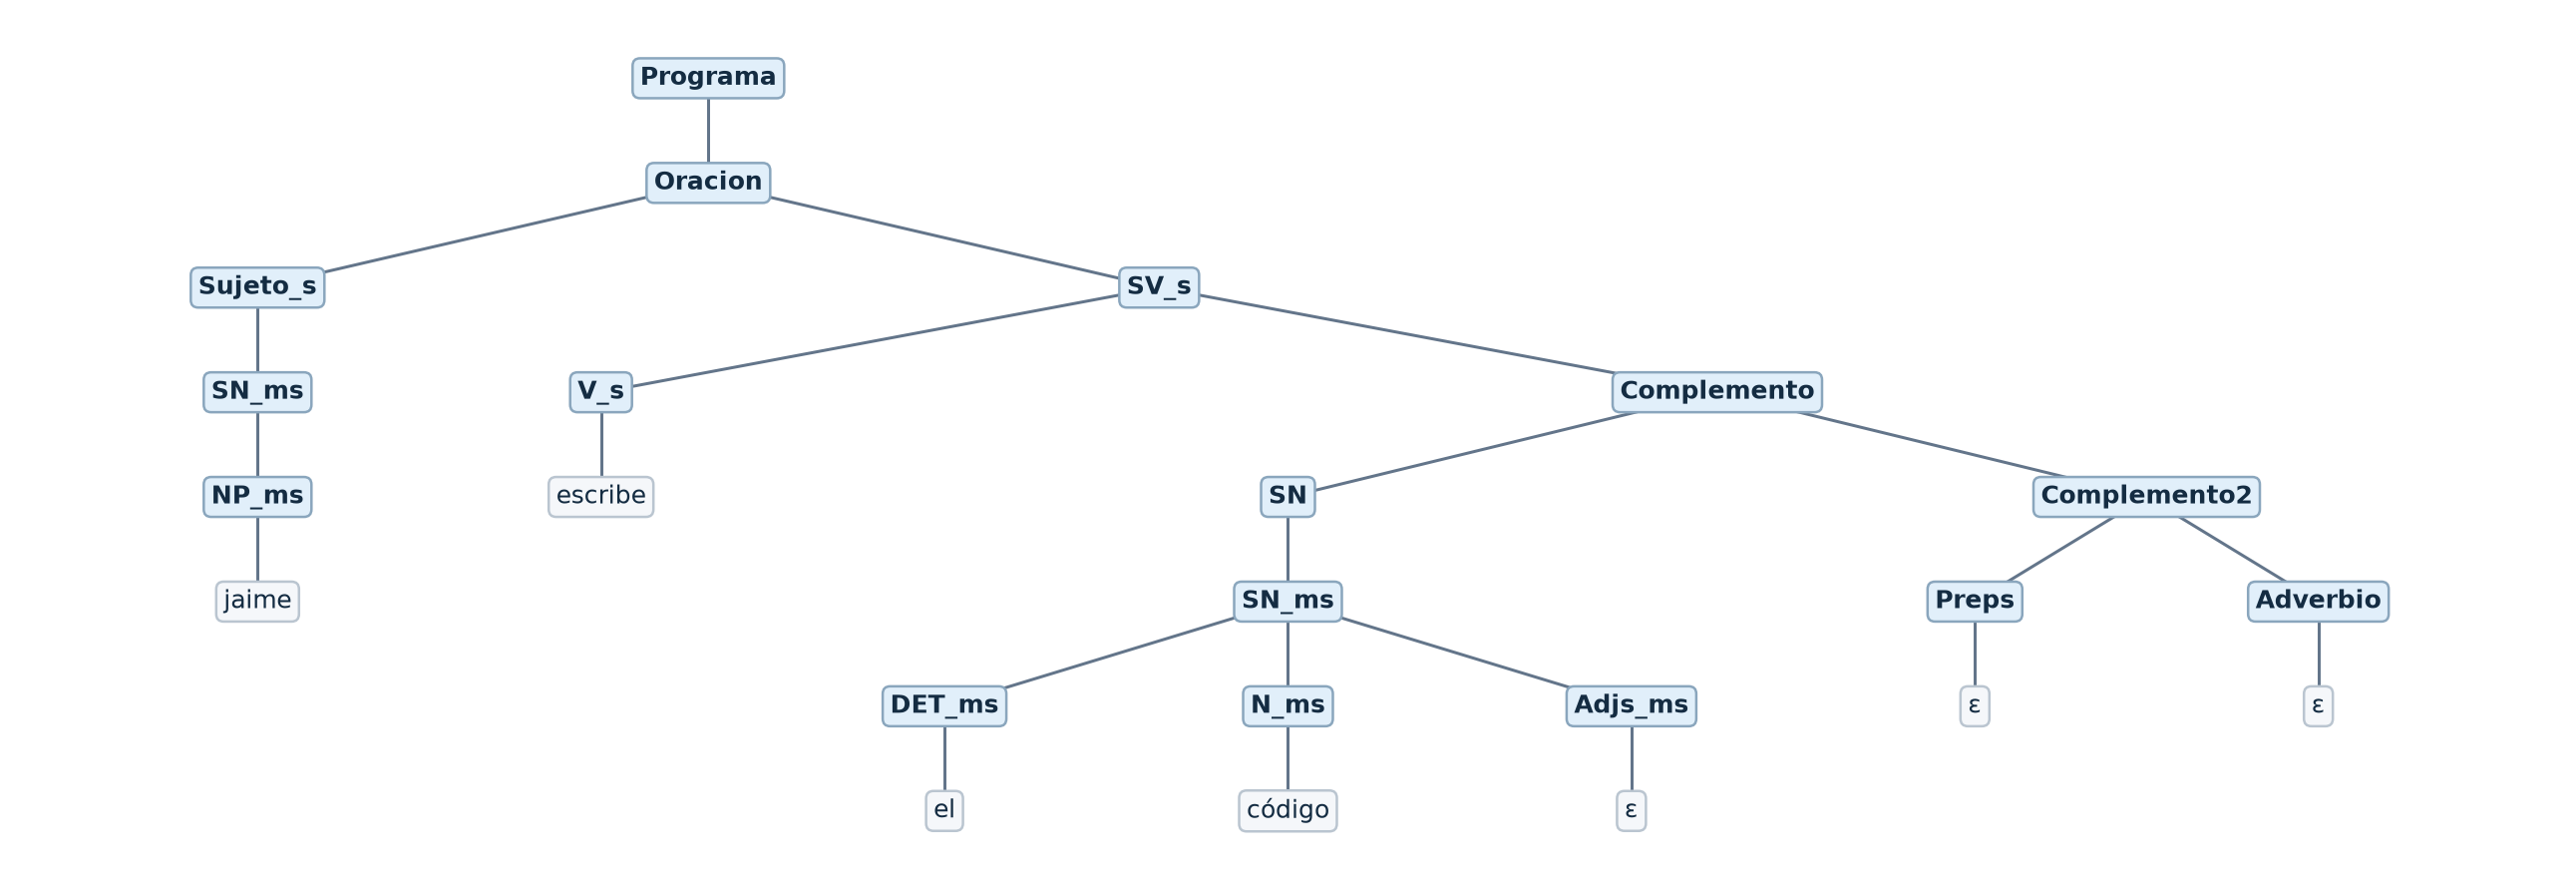 Programa
Oracion
Sujeto_s SV_s
SN_ms V_s Complemento
NP_ms escribe SN Complemento2
jaime SN_ms Preps Adverbio
DET_ms N_ms Adjs_ms ε ε
el código ε